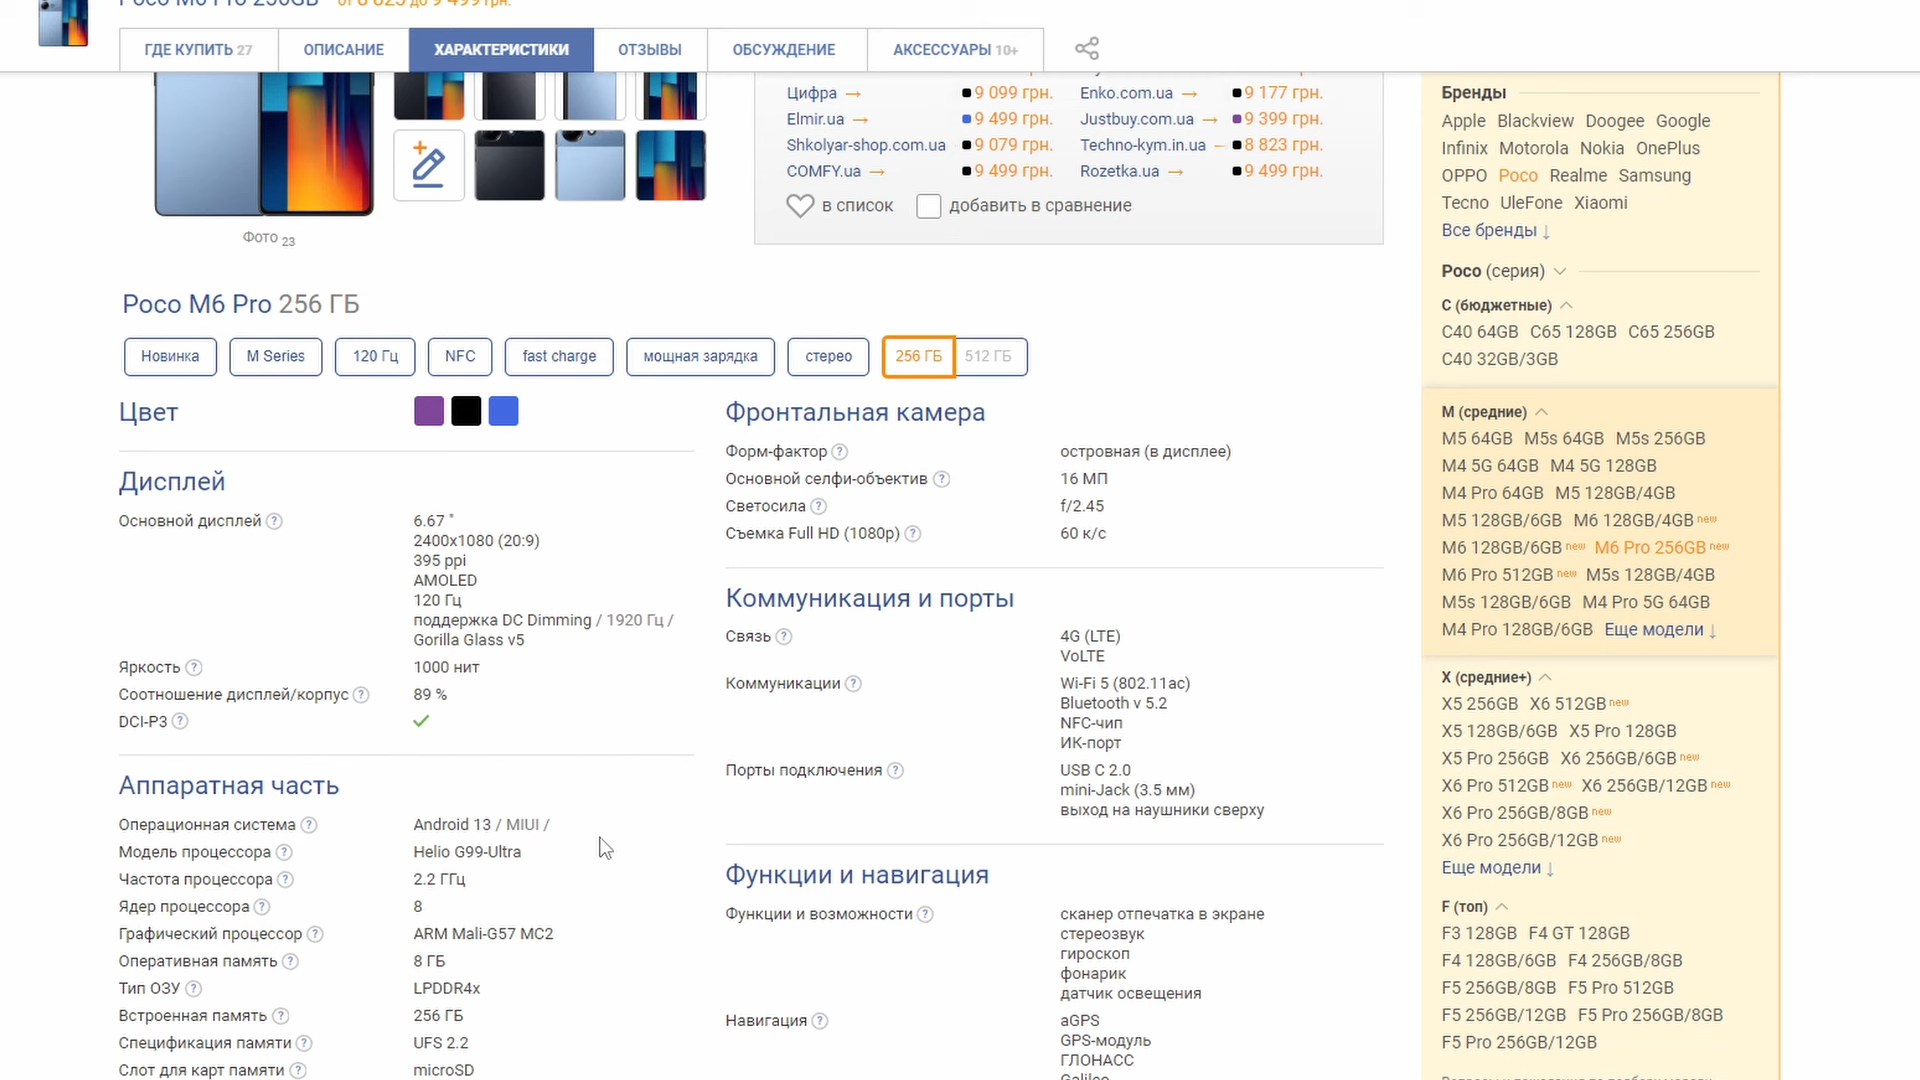 Poco M6 Pro 256GB от 8 823 до 9 499 грн.
ГДЕ КУПИТЬ 27
ОПИСАНИЕ
ХАРАКТЕРИСТИКИ
ОТЗЫВЫ
ОБСУЖДЕНИЕ
АКСЕССУАРЫ 10+
Фото 23
Цифра → 9 099 грн.
Enko.com.ua → 9 177 грн.
Elmir.ua → 9 499 грн.
Justbuy.com.ua → 9 399 грн.
Shkolyar-shop.com.ua 9 079 грн.
Techno-kym.in.ua → 8 823 грн.
COMFY.ua → 9 499 грн.
Rozetka.ua → 9 499 грн.
в список
добавить в сравнение
Poco M6 Pro 256 ГБ
Новинка
M Series
120 Гц
NFC
fast charge
мощная зарядка
стерео
256 ГБ
512 ГБ
Цвет
Дисплей
Основной дисплей ?
6.67 "
2400x1080 (20:9)
395 ppi
AMOLED
120 Гц
поддержка DC Dimming / 1920 Гц /
Gorilla Glass v5
Яркость ? 1000 нит
Соотношение дисплей/корпус ? 89 %
DCI-P3 ?
Аппаратная часть
Операционная система ? Android 13 / MIUI /
Модель процессора ? Helio G99-Ultra
Частота процессора ? 2.2 ГГц
Ядер процессора ? 8
Графический процессор ? ARM Mali-G57 MC2
Оперативная память ? 8 ГБ
Тип ОЗУ ? LPDDR4x
Встроенная память ? 256 ГБ
Спецификация памяти ? UFS 2.2
Слот для карт памяти ? microSD
Фронтальная камера
Форм-фактор ? островная (в дисплее)
Основной селфи-объектив ? 16 МП
Светосила ? f/2.45
Съемка Full HD (1080p) ? 60 к/с
Коммуникация и порты
Связь ? 4G (LTE)
VoLTE
Коммуникации ? Wi-Fi 5 (802.11ac)
Bluetooth v 5.2
NFC-чип
ИК-порт
Порты подключения ? USB C 2.0
mini-Jack (3.5 мм)
выход на наушники сверху
Функции и навигация
Функции и возможности ? сканер отпечатка в экране
стереозвук
гироскоп
фонарик
датчик освещения
Навигация ? aGPS
GPS-модуль
ГЛОНАСС
Galileo
Бренды
Apple Blackview Doogee Google
Infinix Motorola Nokia OnePlus
OPPO Poco Realme Samsung
Tecno UleFone Xiaomi
Все бренды ↓
Poco (серия)
C (бюджетные)
C40 64GB C65 128GB C65 256GB
C40 32GB/3GB
M (средние)
M5 64GB M5s 64GB M5s 256GB
M4 5G 64GB M4 5G 128GB
M4 Pro 64GB M5 128GB/4GB
M5 128GB/6GB M6 128GB/4GB new
M6 128GB/6GB new M6 Pro 256GB new
M6 Pro 512GB new M5s 128GB/4GB
M5s 128GB/6GB M4 Pro 5G 64GB
M4 Pro 128GB/6GB Еще модели ↓
X (средние+)
X5 256GB X6 512GB new
X5 128GB/6GB X5 Pro 128GB
X5 Pro 256GB X6 256GB/6GB new
X6 Pro 512GB new X6 256GB/12GB new
X6 Pro 256GB/8GB new
X6 Pro 256GB/12GB new
Еще модели ↓
F (топ)
F3 128GB F4 GT 128GB
F4 128GB/6GB F4 256GB/8GB
F5 256GB/8GB F5 Pro 512GB
F5 256GB/12GB F5 Pro 256GB/8GB
F5 Pro 256GB/12GB